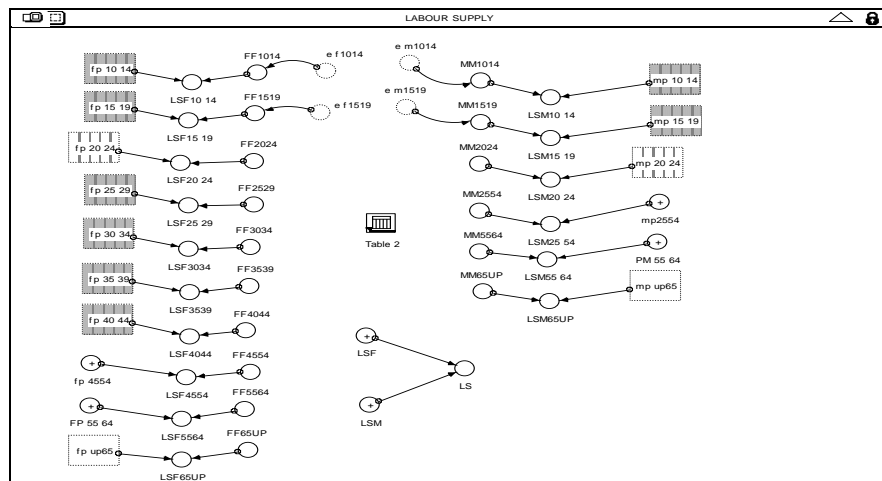 LABOUR SUPPLY
fp 10 14
FF1014
e f1014
LSF10 14
fp 15 19
FF1519
e f1519
LSF15 19
fp 20 24
FF2024
LSF20 24
fp 25 29
FF2529
LSF25 29
fp 30 34
FF3034
LSF3034
fp 35 39
FF3539
LSF3539
fp 40 44
FF4044
LSF4044
fp 4554
FF4554
LSF4554
FP 55 64
FF5564
LSF5564
fp up65
FF65UP
LSF65UP
Table 2
LSF
LS
LSM
e m1014
MM1014
mp 10 14
LSM10 14
e m1519
MM1519
mp 15 19
LSM15 19
MM2024
mp 20 24
LSM20 24
MM2554
mp2554
LSM25 54
MM5564
PM 55 64
LSM55 64
MM65UP
mp up65
LSM65UP